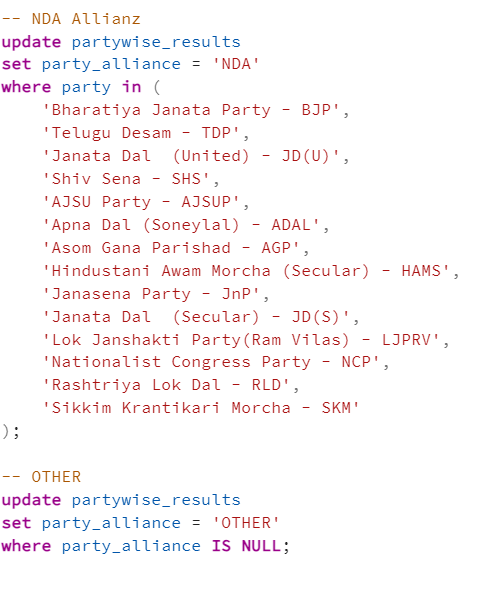 -- NDA Allianz
update partywise_results
set party_alliance = 'NDA'
where party in (
    'Bharatiya Janata Party - BJP',
    'Telugu Desam - TDP',
    'Janata Dal  (United) - JD(U)',
    'Shiv Sena - SHS',
    'AJSU Party - AJSUP',
    'Apna Dal (Soneylal) - ADAL',
    'Asom Gana Parishad - AGP',
    'Hindustani Awam Morcha (Secular) - HAMS',
    'Janasena Party - JnP',
    'Janata Dal  (Secular) - JD(S)',
    'Lok Janshakti Party(Ram Vilas) - LJPRV',
    'Nationalist Congress Party - NCP',
    'Rashtriya Lok Dal - RLD',
    'Sikkim Krantikari Morcha - SKM'
);

-- OTHER
update partywise_results
set party_alliance = 'OTHER'
where party_alliance IS NULL;